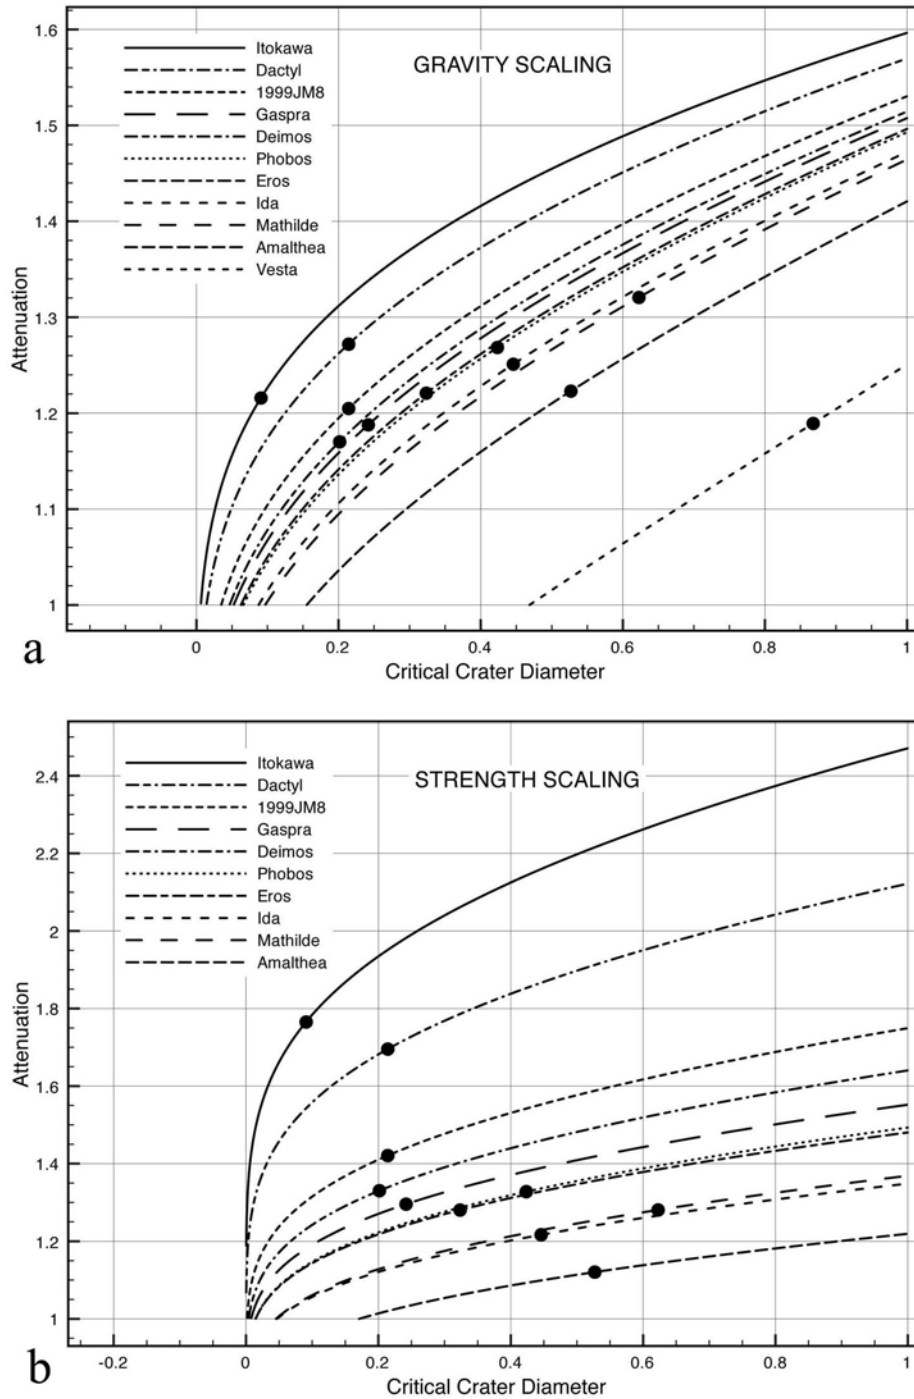 1.6
Itokawa
GRAVITY SCALING
Dactyl
1999JM8
1.5
Gaspra
Deimos
Phobos
1.4
Eros
Ida
Mathilde
Amalthea
1.3
Vesta
Attenuation
1.2
1.1
1
a
0 0.2 0.4 0.6 0.8 1
Critical Crater Diameter
2.4
Itokawa
STRENGTH SCALING
Dactyl
1999JM8
2.2
Gaspra
Deimos
Phobos
2
Eros
Ida
Mathilde
Amalthea
1.8
Attenuation
1.6
1.4
1.2
1
b
-0.2 0 0.2 0.4 0.6 0.8 1
Critical Crater Diameter